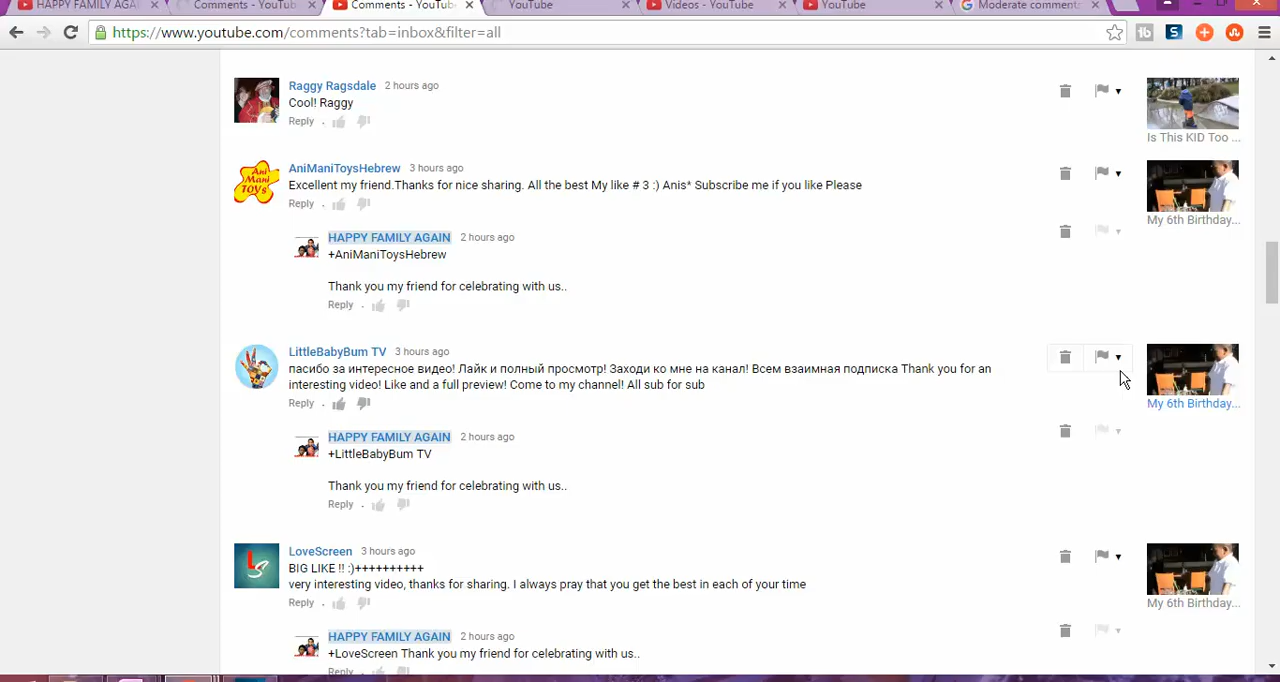 HAPPY FAMILY AGA
Comments - YouTub
Comments - YouTub
YouTube
Videos - YouTube
YouTube
Moderate comment
https://www.youtube.com/comments?tab=inbox&filter=all
Raggy Ragsdale 2 hours ago
Cool! Raggy
Reply
Is This KID Too ...
AniManiToysHebrew 3 hours ago
Excellent my friend.Thanks for nice sharing. All the best My like # 3 :) Anis* Subscribe me if you like Please
Reply
Ani
Mani
TOYS
My 6th Birthday...
HAPPY FAMILY AGAIN 2 hours ago
+AniManiToysHebrew
Thank you my friend for celebrating with us..
Reply
LittleBabyBum TV 3 hours ago
пасибо за интересное видео! Лайк и полный просмотр! Заходи ко мне на канал! Всем взаимная подписка Thank you for an
interesting video! Like and a full preview! Come to my channel! All sub for sub
Reply
My 6th Birthday...
HAPPY FAMILY AGAIN 2 hours ago
+LittleBabyBum TV
Thank you my friend for celebrating with us..
Reply
LoveScreen 3 hours ago
BIG LIKE !! :)++++++++++
very interesting video, thanks for sharing. I always pray that you get the best in each of your time
Reply
My 6th Birthday...
HAPPY FAMILY AGAIN 2 hours ago
+LoveScreen Thank you my friend for celebrating with us..
Reply